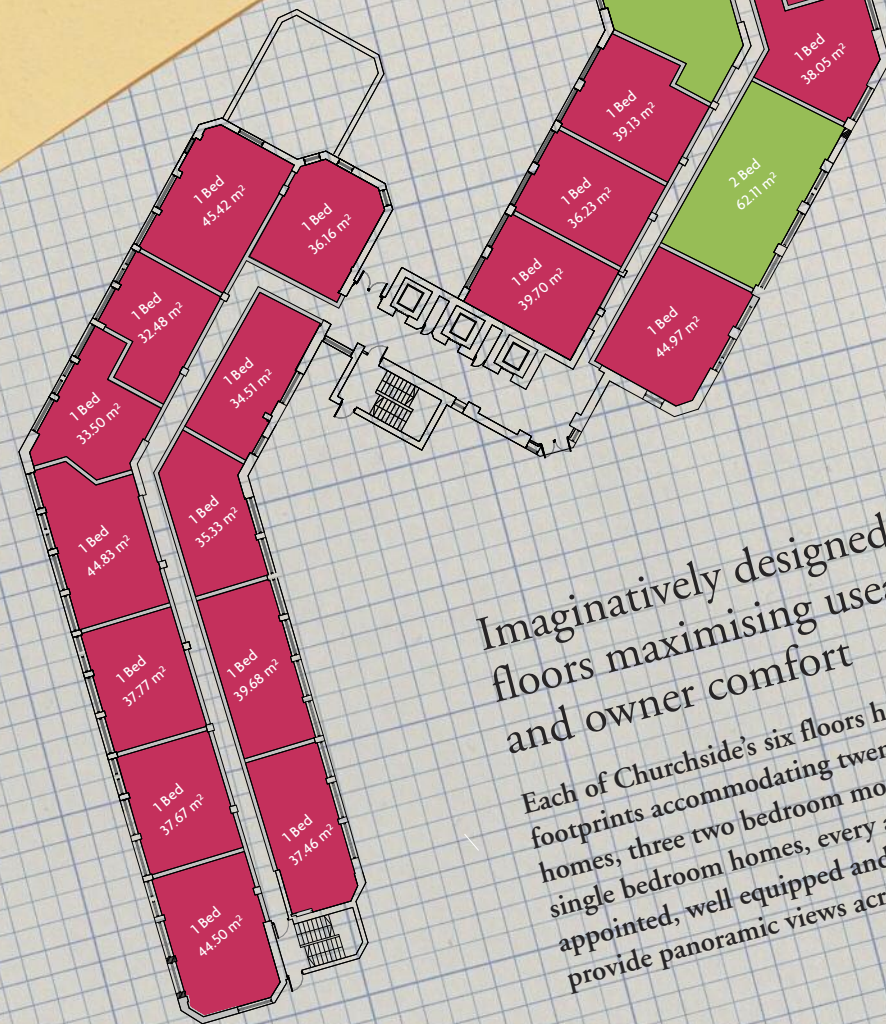 1 Bed
38.05 m²
1 Bed
39.13 m²
2 Bed
62.11 m²
1 Bed
45.42 m²
1 Bed
36.16 m²
1 Bed
36.23 m²
1 Bed
39.70 m²
1 Bed
32.48 m²
1 Bed
44.97 m²
1 Bed
34.51 m²
1 Bed
33.50 m²
1 Bed
35.33 m²
1 Bed
44.83 m²
1 Bed
39.68 m²
1 Bed
37.77 m²
1 Bed
37.67 m²
1 Bed
37.46 m²
1 Bed
44.50 m²
Imaginatively designed
floors maximising use
and owner comfort
Each of Churchside's six floors h
footprints accommodating twe
homes, three two bedroom mo
single bedroom homes, every
appointed, well equipped and
provide panoramic views acr